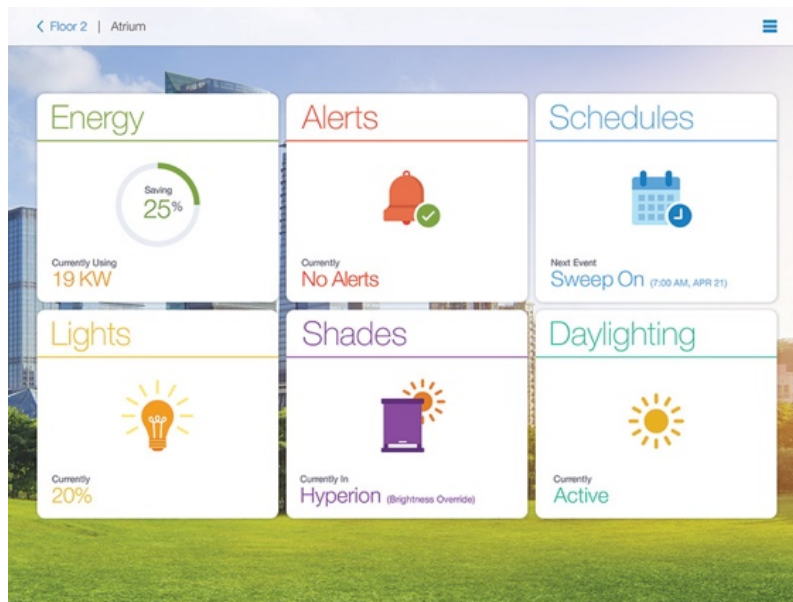 Floor 2 | Atrium
Energy
Saving
25%
Currently Using
19 KW
Alerts
Currently
No Alerts
Schedules
Next Event
Sweep On (7:00 AM, APR 21)
Lights
Currently
20%
Shades
Currently In
Hyperion (Brightness Override)
Daylighting
Currently
Active